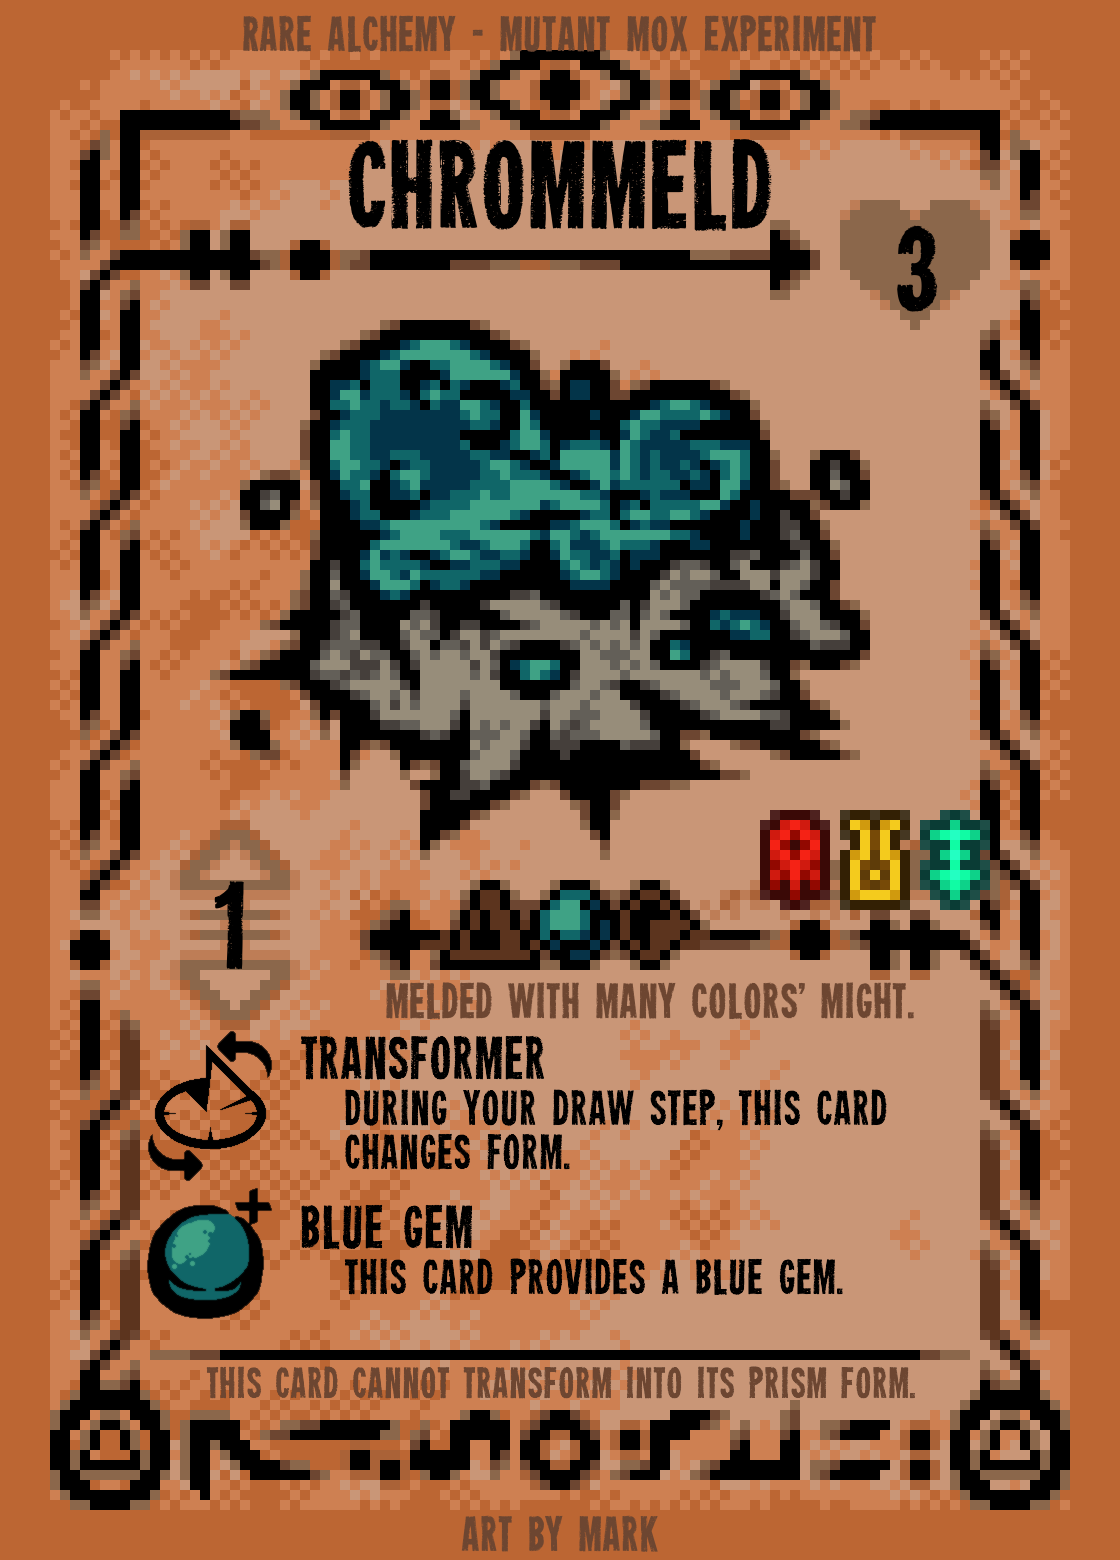 RARE ALCHEMY - MUTANT MOX EXPERIMENT
CHROMMELD
3
1
MELDED WITH MANY COLORS' MIGHT.
TRANSFORMER
DURING YOUR DRAW STEP, THIS CARD
CHANGES FORM.
BLUE GEM
THIS CARD PROVIDES A BLUE GEM.
THIS CARD CANNOT TRANSFORM INTO ITS PRISM FORM.
ART BY MARK